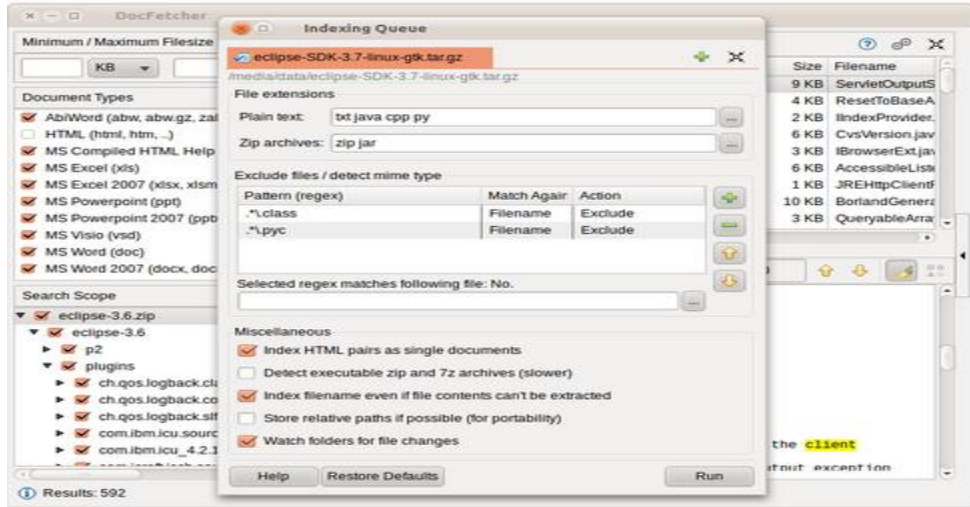 DocFetcher
Minimum / Maximum Filesize
KB
Document Types
AbiWord (abw, abw.gz, zab
HTML (html, htm, ..)
MS Compiled HTML Help
MS Excel (xls)
MS Excel 2007 (xlsx, xlsm
MS Powerpoint (ppt)
MS Powerpoint 2007 (ppt
MS Visio (vsd)
MS Word (doc)
MS Word 2007 (docx, doc
Search Scope
eclipse-3.6.zip
eclipse-3.6
p2
plugins
ch.qos.logback.cla
ch.qos.logback.co
ch.qos.logback.slf
com.ibm.icu.sourc
com.ibm.icu_4.2.1
Results: 592
Indexing Queue
eclipse-SDK-3.7-linux-gtk.tar.gz
/media/data/eclipse-SDK-3.7-linux-gtk.tar.gz
File extensions
Plain text: txt java cpp py ...
Zip archives: zip jar ...
Exclude files / detect mime type
Pattern (regex) Match Again Action
.*\.class Filename Exclude
.*\.pyc Filename Exclude
Selected regex matches following file: No.
...
Miscellaneous
Index HTML pairs as single documents
Detect executable zip and 7z archives (slower)
Index filename even if file contents can't be extracted
Store relative paths if possible (for portability)
Watch folders for file changes
Help Restore Defaults Run
Size Filename
9 KB ServletOutputS
4 KB ResetToBaseA
2 KB IIndexProvider.
6 KB CvsVersion.jav
3 KB IBrowserExt.jav
6 KB AccessibleListe
1 KB JREHttpClientF
10 KB BorlandGenera
3 KB QueryableArra
the client
exception